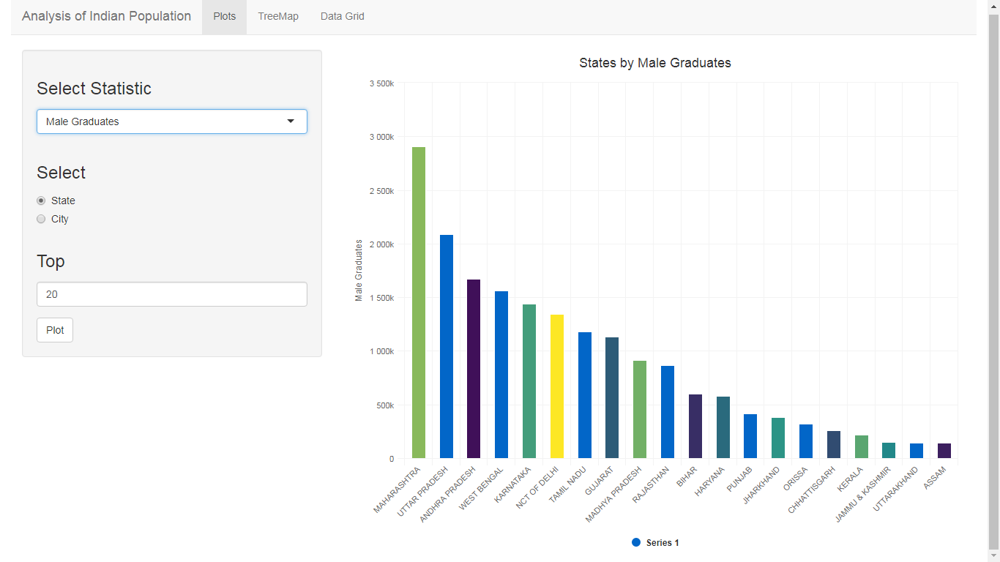 Analysis of Indian Population Plots TreeMap Data Grid
Select Statistic
Male Graduates
Select
State
City
Top
20
Plot
States by Male Graduates
Male Graduates
3 500k
3 000k
2 500k
2 000k
1 500k
1 000k
500k
0
MAHARASHTRA
UTTAR PRADESH
ANDHRA PRADESH
WEST BENGAL
KARNATAKA
NCT OF DELHI
TAMIL NADU
GUJARAT
MADHYA PRADESH
RAJASTHAN
BIHAR
HARYANA
PUNJAB
JHARKHAND
ORISSA
CHHATTISGARH
KERALA
JAMMU & KASHMIR
UTTARAKHAND
ASSAM
Series 1